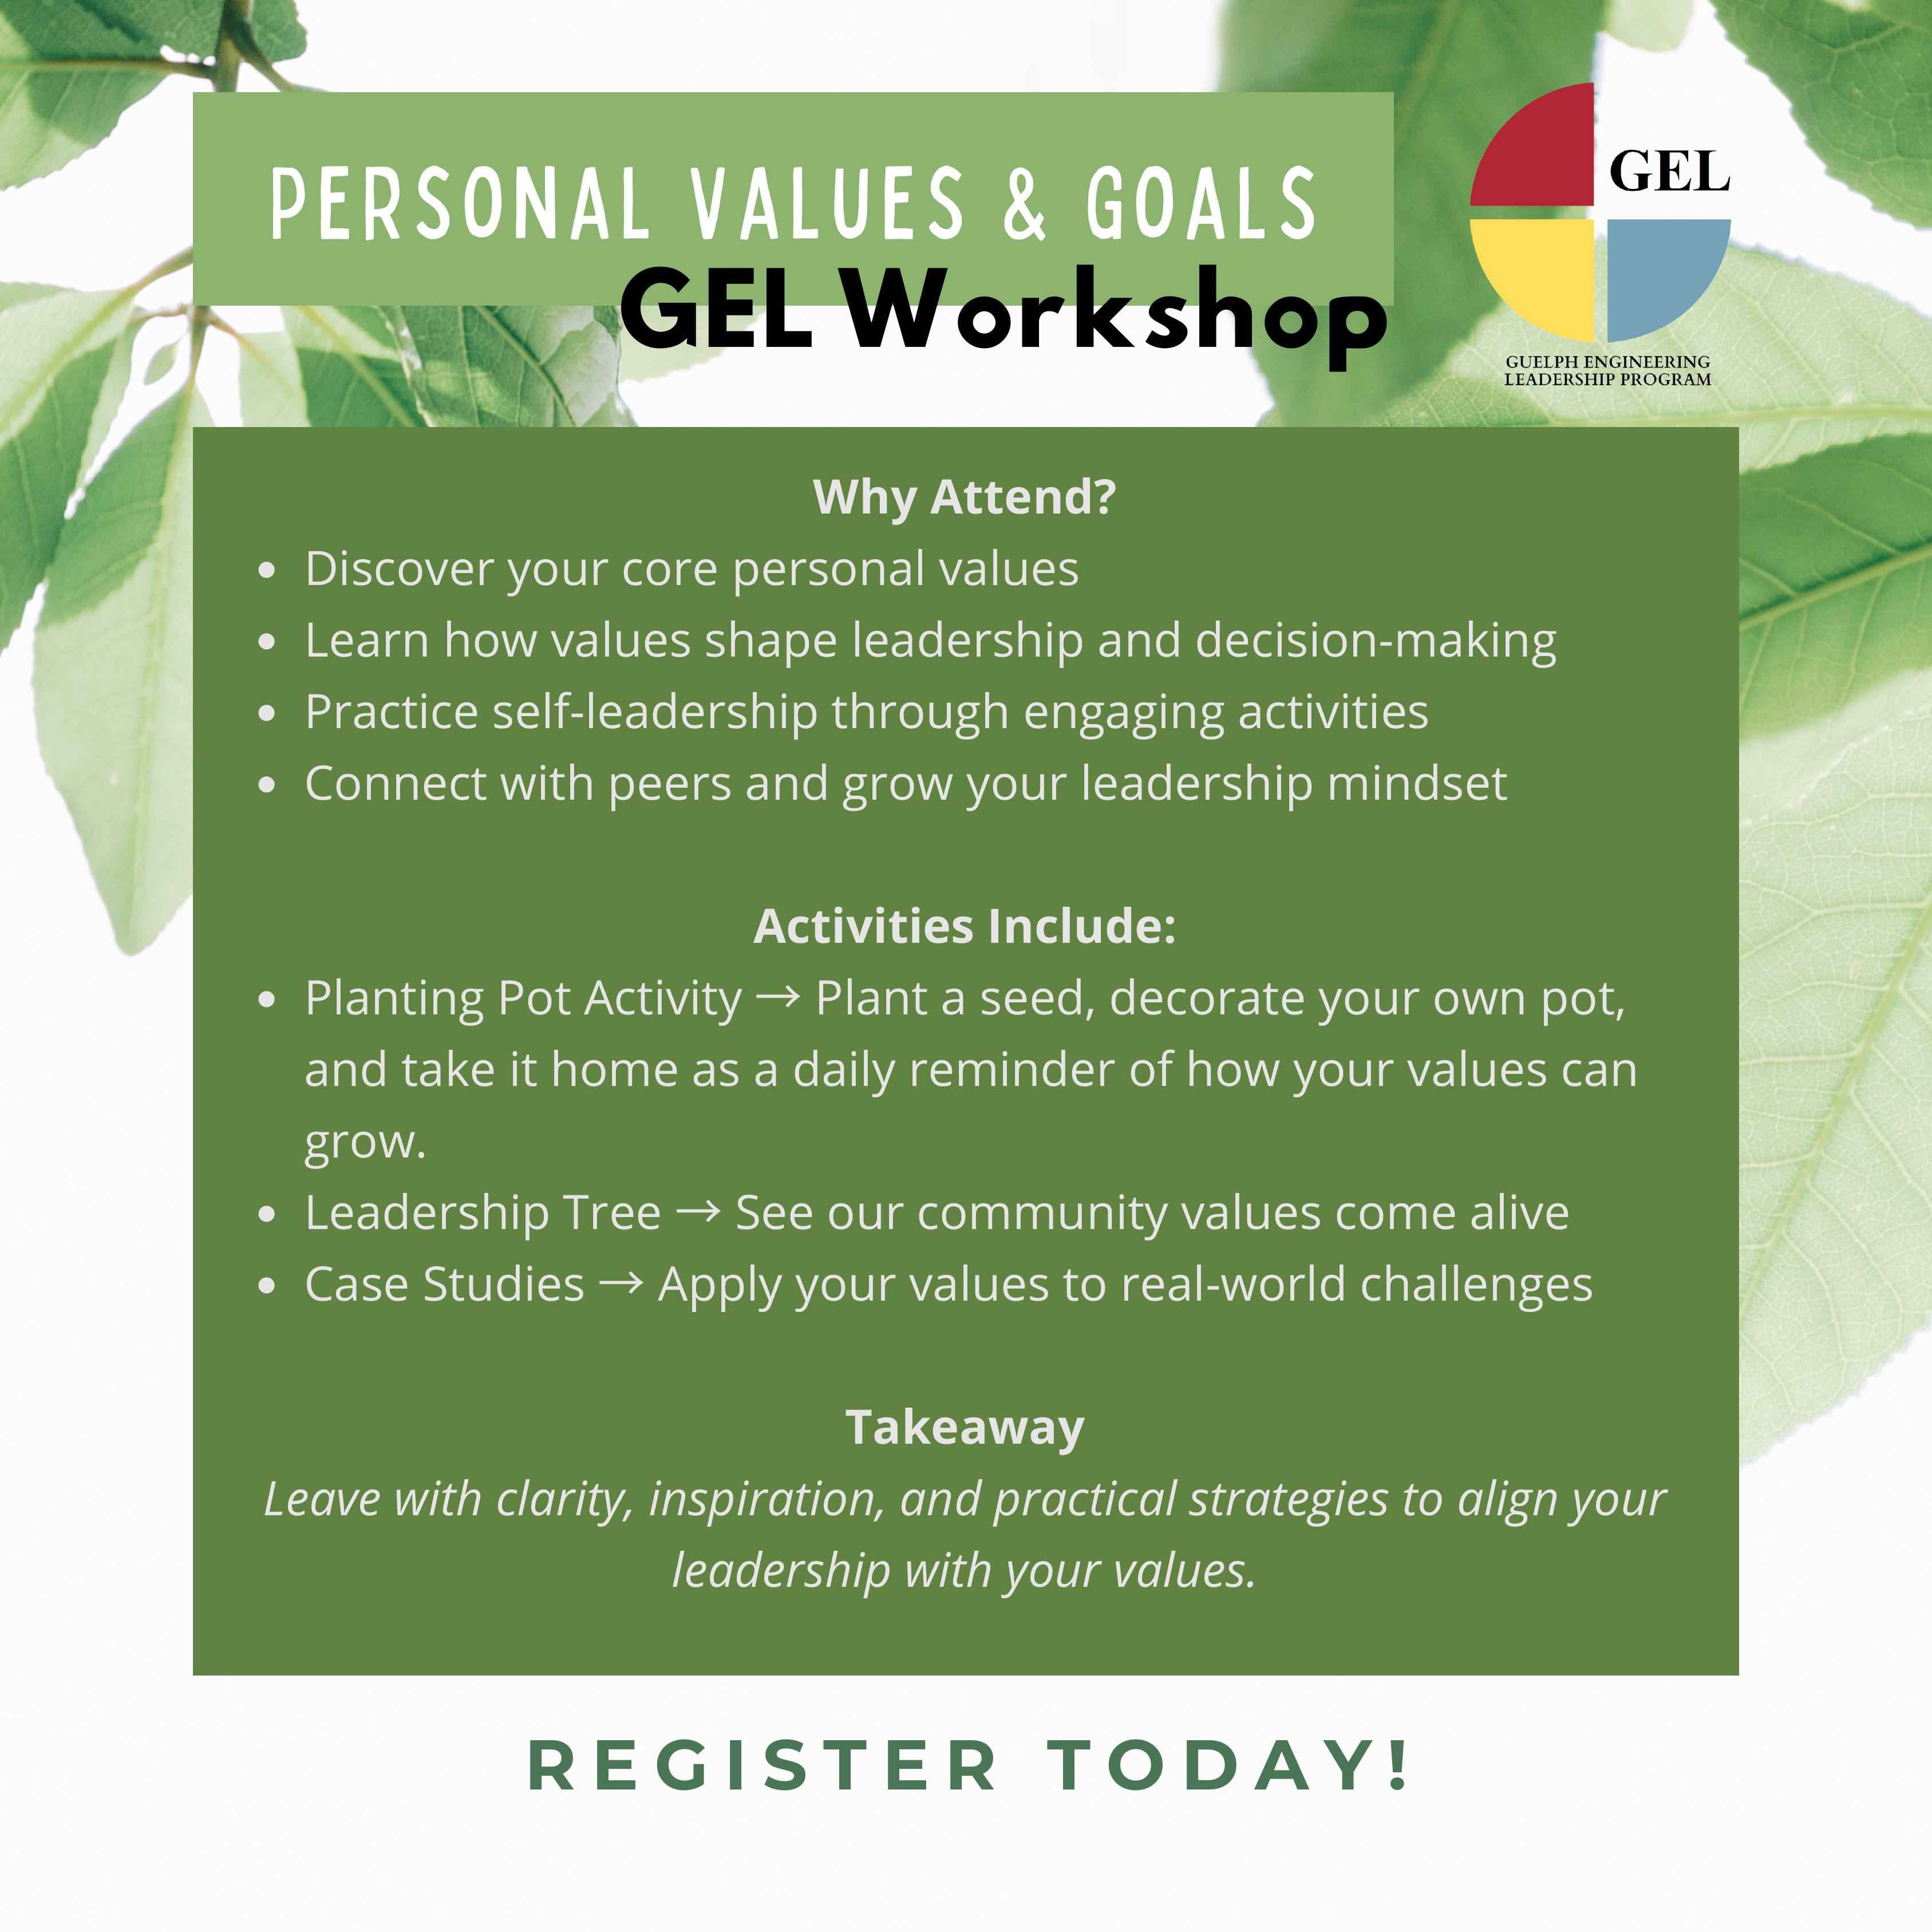 PERSONAL VALUES & GOALS
GEL Workshop
GEL
GUELPH ENGINEERING
LEADERSHIP PROGRAM
Why Attend?
• Discover your core personal values
• Learn how values shape leadership and decision-making
• Practice self-leadership through engaging activities
• Connect with peers and grow your leadership mindset
Activities Include:
• Planting Pot Activity → Plant a seed, decorate your own pot,
and take it home as a daily reminder of how your values can
grow.
• Leadership Tree → See our community values come alive
• Case Studies → Apply your values to real-world challenges
Takeaway
Leave with clarity, inspiration, and practical strategies to align your
leadership with your values.
REGISTER TODAY!